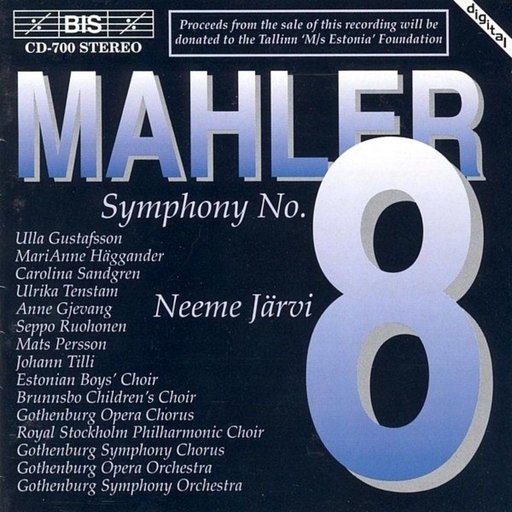 BIS
CD-700 STEREO
Proceeds from the sale of this recording will be
donated to the Tallinn 'M/s Estonia' Foundation
digital
MAHLER
Symphony No.
8
Ulla Gustafsson
MariAnne Häggander
Carolina Sandgren
Ulrika Tenstam
Anne Gjevang
Seppo Ruohonen
Mats Persson
Johann Tilli
Neeme Järvi
Estonian Boys' Choir
Brunnsbo Children's Choir
Gothenburg Opera Chorus
Royal Stockholm Philharmonic Choir
Gothenburg Symphony Chorus
Gothenburg Opera Orchestra
Gothenburg Symphony Orchestra